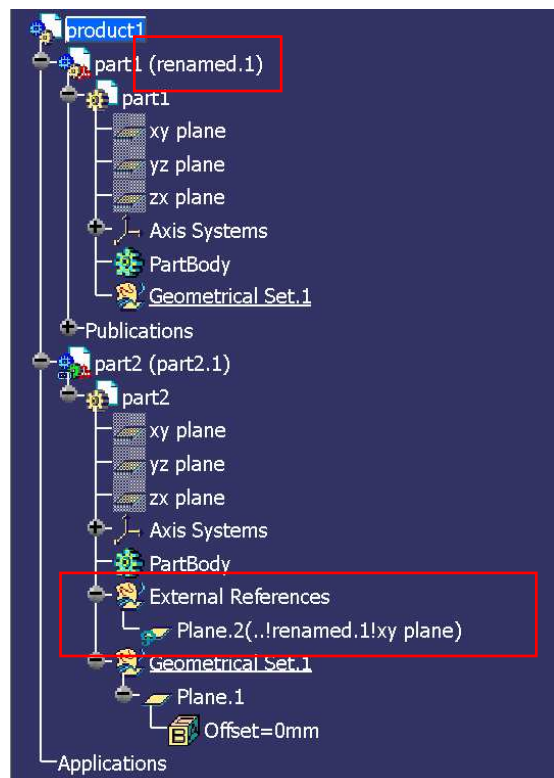 product1
part1 (renamed.1)
part1
xy plane
yz plane
zx plane
Axis Systems
PartBody
Geometrical Set.1
Publications
part2 (part2.1)
part2
xy plane
yz plane
zx plane
Axis Systems
PartBody
External References
Plane.2(..!renamed.1!xy plane)
Geometrical Set.1
Plane.1
Offset=0mm
Applications